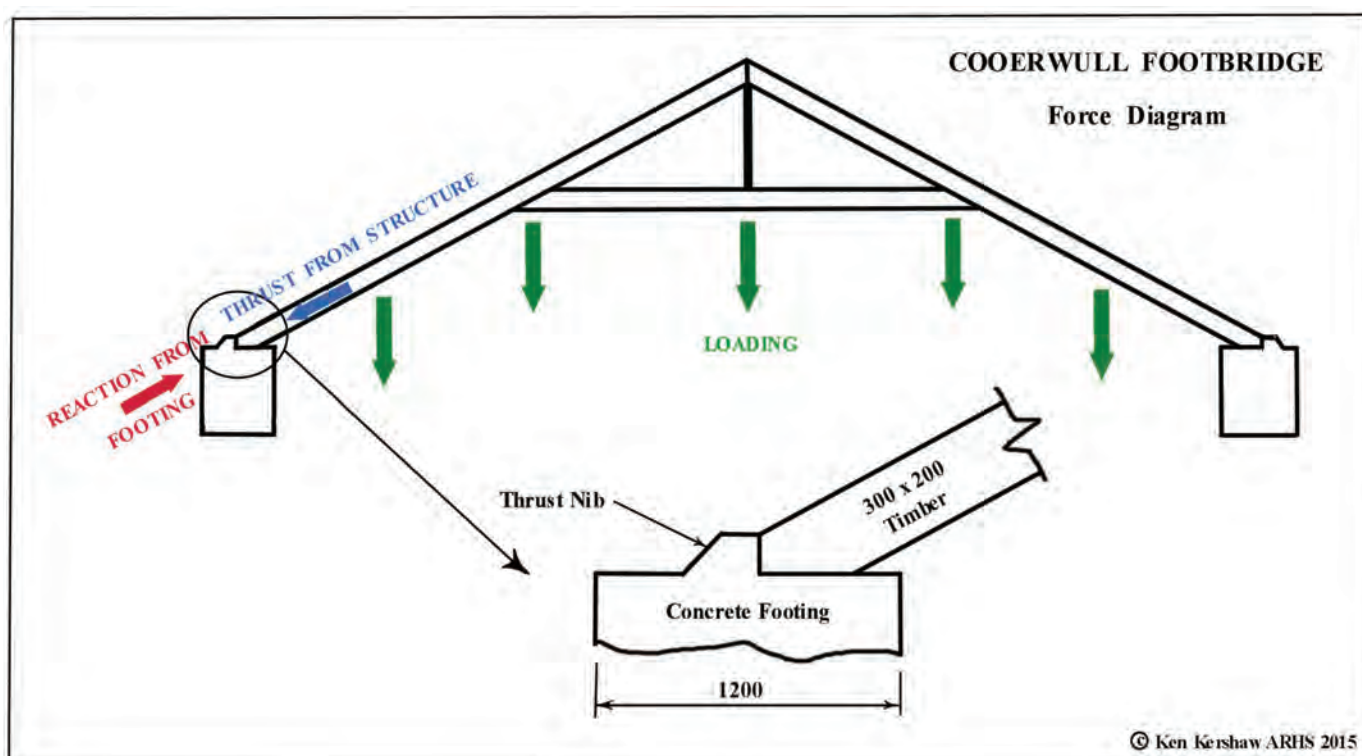 COOERWULL FOOTBRIDGE
Force Diagram
THRUST FROM STRUCTURE
REACTION FROM
FOOTING
LOADING
Thrust Nib
300 x 200
Timber
Concrete Footing
1200
© Ken Kershaw ARHS 2015